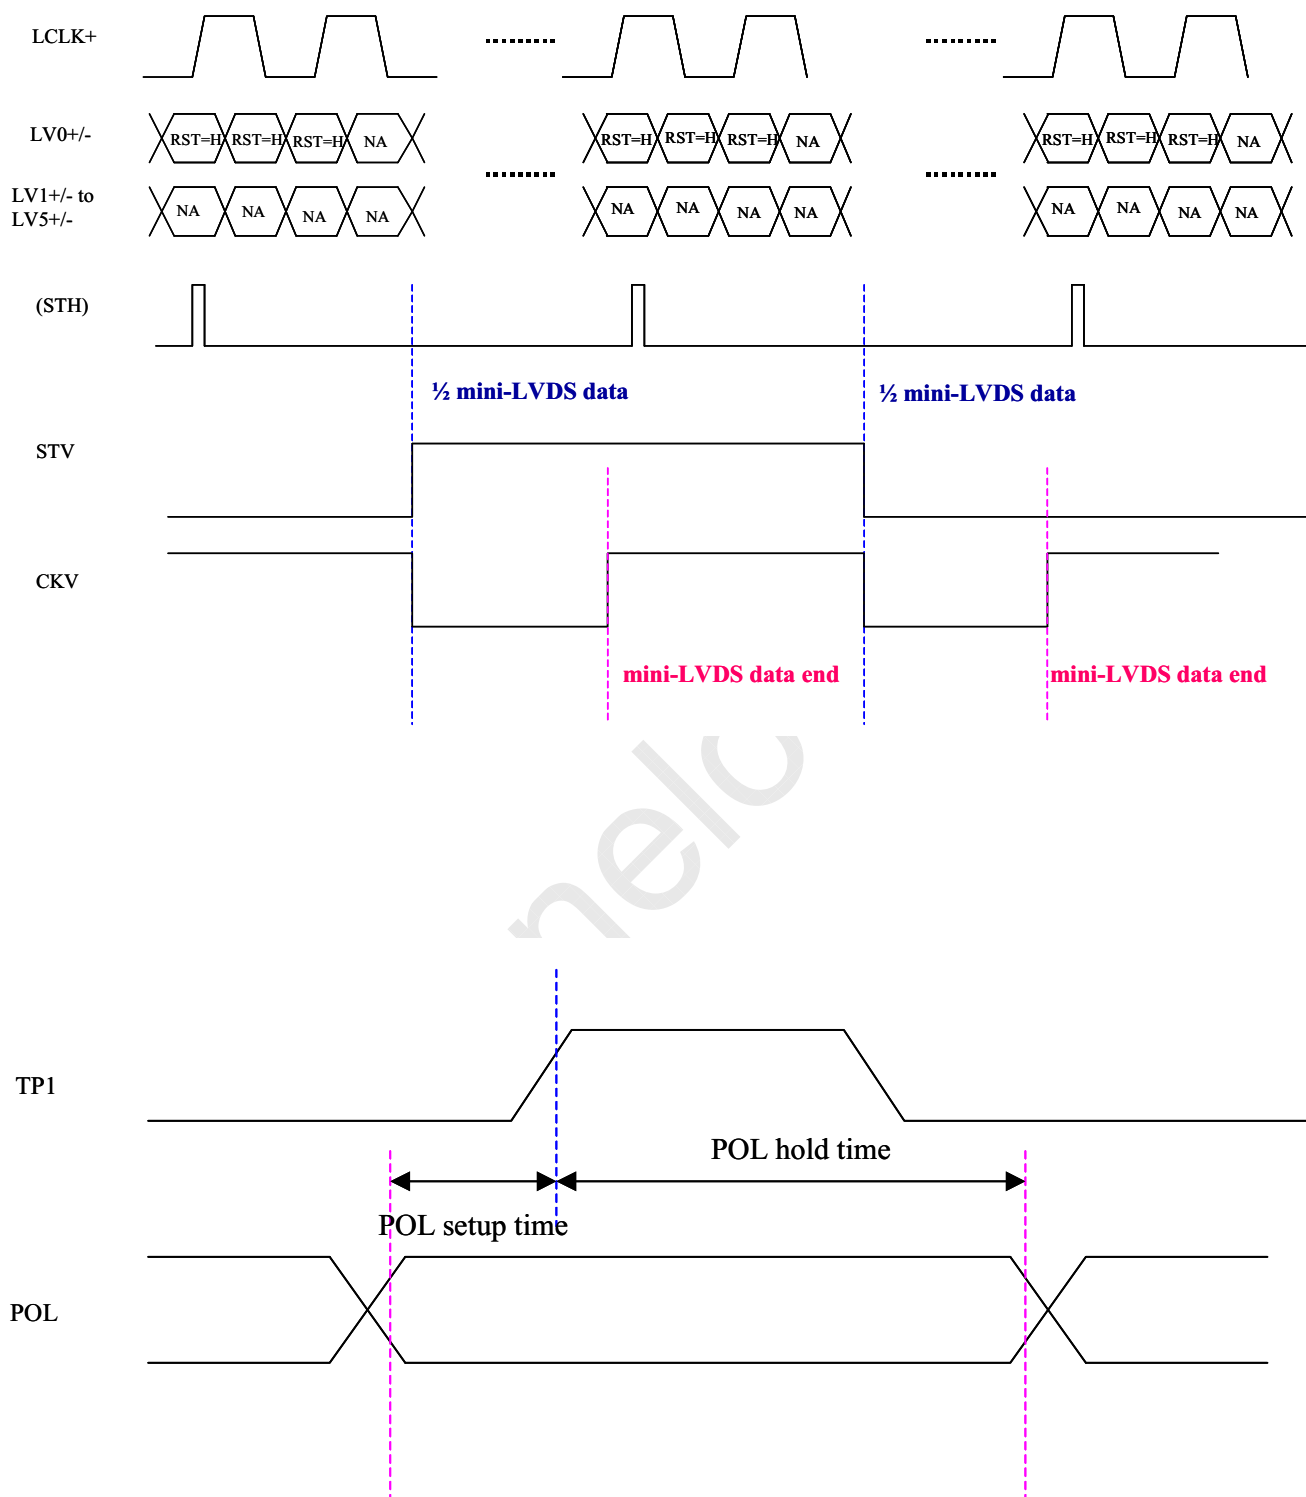 LCLK+
LV0+/-
RST=H RST=H RST=H NA
RST=H RST=H RST=H NA
RST=H RST=H RST=H NA
LV1+/- to
LV5+/-
NA NA NA NA
NA NA NA NA
NA NA NA NA
(STH)
½ mini-LVDS data
½ mini-LVDS data
STV
CKV
mini-LVDS data end
mini-LVDS data end
nelo
TP1
POL hold time
POL setup time
POL